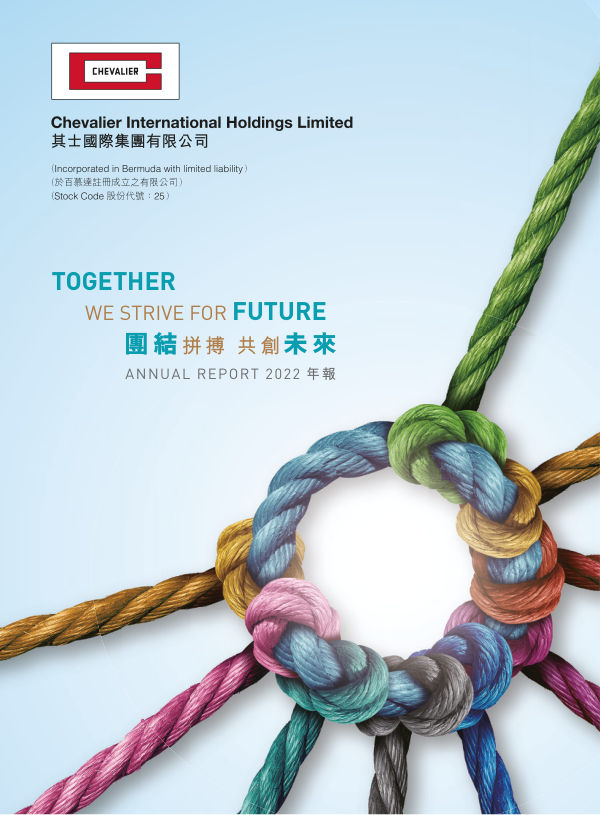 CHEVALIER
Chevalier International Holdings Limited
其士國際集團有限公司
(Incorporated in Bermuda with limited liability)
(於百慕達註冊成立之有限公司)
(Stock Code 股份代號：25)
TOGETHER
WE STRIVE FOR FUTURE
團結拼搏 共創未來
ANNUAL REPORT 2022 年報